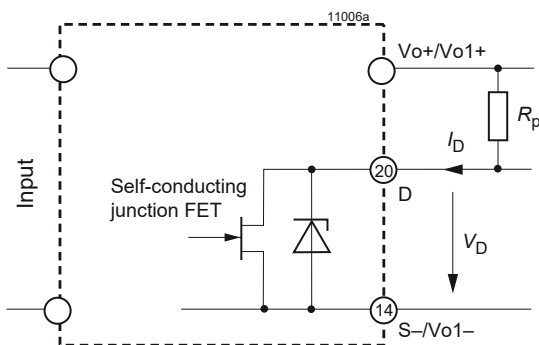 11006a
Vo+/Vo1+
Rp
ID
20
D
Input
Self-conducting
junction FET
VD
14
S–/Vo1–